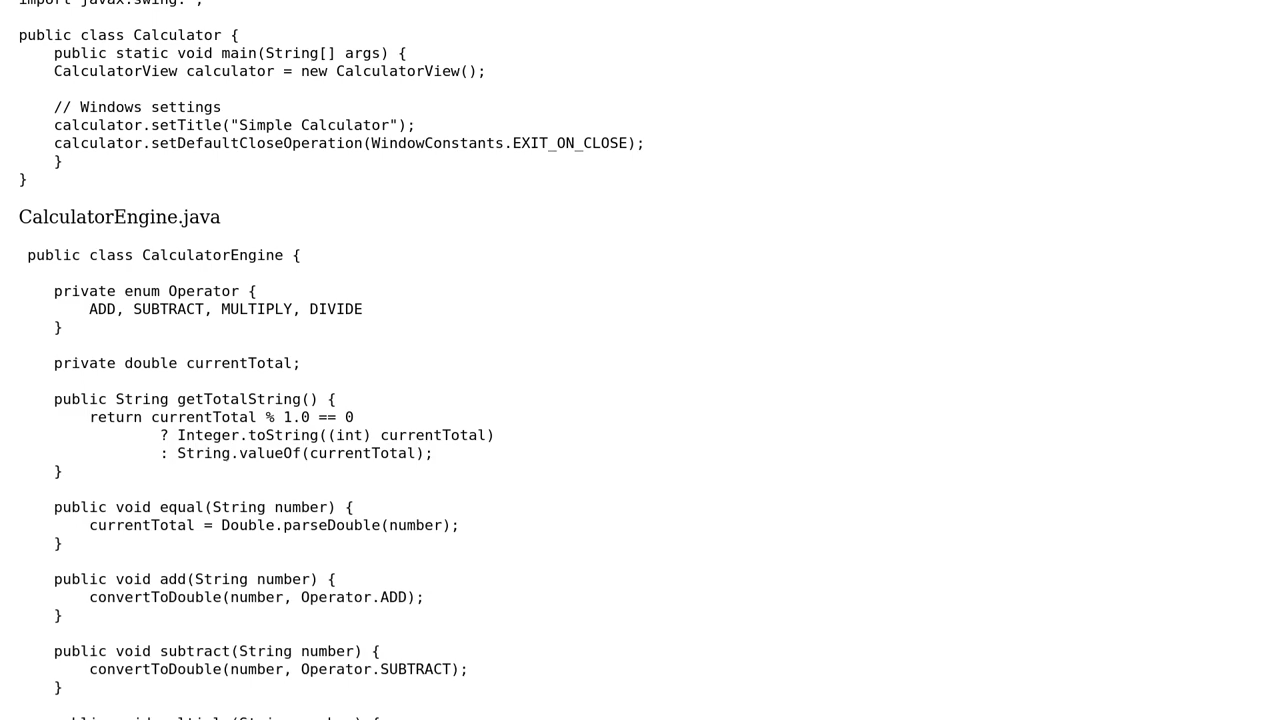 import javax.swing.*;
public class Calculator {
    public static void main(String[] args) {
    CalculatorView calculator = new CalculatorView();
    // Windows settings
    calculator.setTitle("Simple Calculator");
    calculator.setDefaultCloseOperation(WindowConstants.EXIT_ON_CLOSE);
    }
}
CalculatorEngine.java
 public class CalculatorEngine {
    private enum Operator {
        ADD, SUBTRACT, MULTIPLY, DIVIDE
    }
    private double currentTotal;
    public String getTotalString() {
        return currentTotal % 1.0 == 0
                ? Integer.toString((int) currentTotal)
                : String.valueOf(currentTotal);
    }
    public void equal(String number) {
        currentTotal = Double.parseDouble(number);
    }
    public void add(String number) {
        convertToDouble(number, Operator.ADD);
    }
    public void subtract(String number) {
        convertToDouble(number, Operator.SUBTRACT);
    }